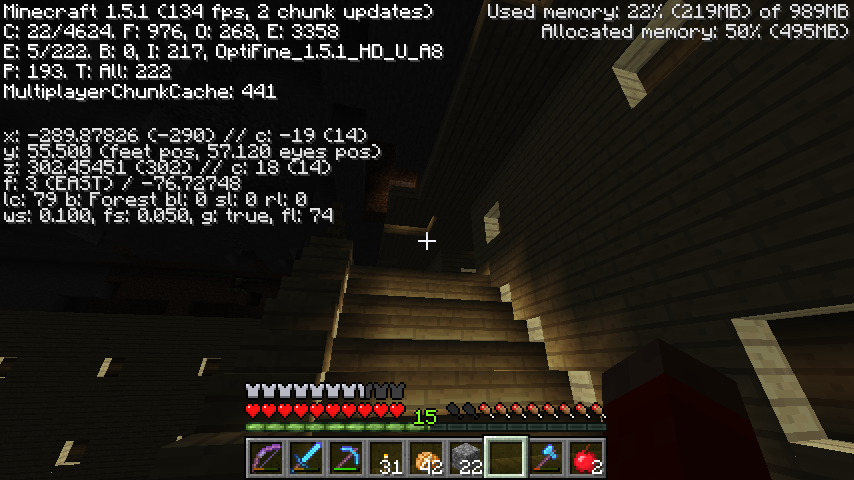 Minecraft 1.5.1 (134 fps, 2 chunk updates)
C: 22/4624. F: 976, O: 268, E: 3358
E: 5/222. B: 0, I: 217, OptiFine_1.5.1_HD_U_A8
P: 193. T: All: 222
MultiplayerChunkCache: 441
Used memory: 22% (219MB) of 989MB
Allocated memory: 50% (495MB)
x: -289.87826 (-290) // c: -19 (14)
y: 55.500 (feet pos, 57.120 eyes pos)
z: 302.45451 (302) // c: 18 (14)
f: 3 (EAST) / -76.72748
lc: 79 b: Forest bl: 0 sl: 0 rl: 0
ws: 0.100, fs: 0.050, g: true, fl: 74
15
31 42 22 2